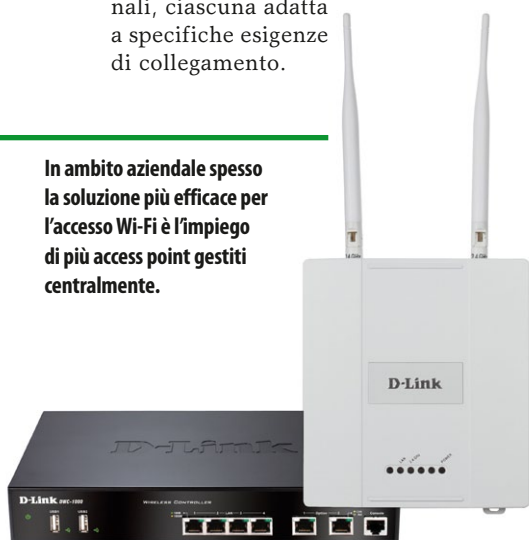 nali, ciascuna adatta
a specifiche esigenze
di collegamento.
In ambito aziendale spesso
la soluzione più efficace per
l'accesso Wi-Fi è l'impiego
di più access point gestiti
centralmente.
D-Link
D-Link
D-Link DWC-1000
WIRELESS CONTROLLER